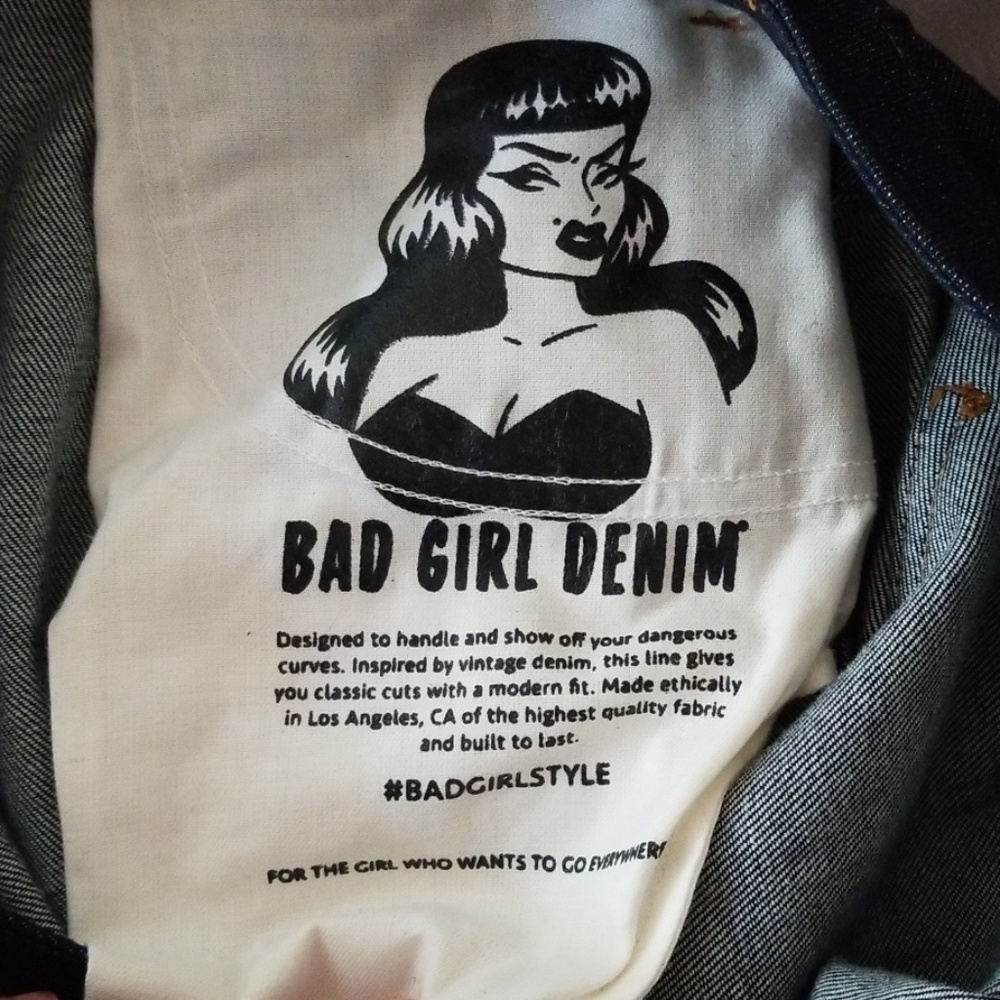 BAD GIRL DENIM
Designed to handle and show off your dangerous
curves. Inspired by vintage denim, this line gives
you classic cuts with a modern fit. Made ethically
in Los Angeles, CA of the highest quality fabric
and built to last.
#BADGIRLSTYLE
FOR THE GIRL WHO WANTS TO GO EVERYWHERE